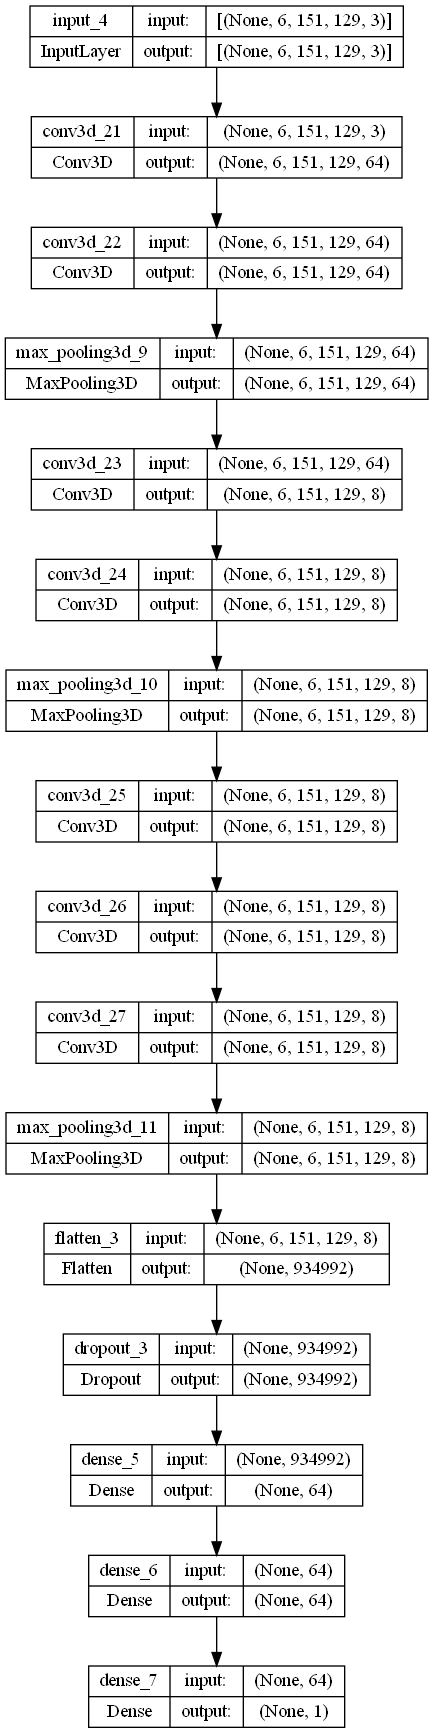 input_4 input: [(None, 6, 151, 129, 3)]
InputLayer output: [(None, 6, 151, 129, 3)]
conv3d_21 input: (None, 6, 151, 129, 3)
Conv3D output: (None, 6, 151, 129, 64)
conv3d_22 input: (None, 6, 151, 129, 64)
Conv3D output: (None, 6, 151, 129, 64)
max_pooling3d_9 input: (None, 6, 151, 129, 64)
MaxPooling3D output: (None, 6, 151, 129, 64)
conv3d_23 input: (None, 6, 151, 129, 64)
Conv3D output: (None, 6, 151, 129, 8)
conv3d_24 input: (None, 6, 151, 129, 8)
Conv3D output: (None, 6, 151, 129, 8)
max_pooling3d_10 input: (None, 6, 151, 129, 8)
MaxPooling3D output: (None, 6, 151, 129, 8)
conv3d_25 input: (None, 6, 151, 129, 8)
Conv3D output: (None, 6, 151, 129, 8)
conv3d_26 input: (None, 6, 151, 129, 8)
Conv3D output: (None, 6, 151, 129, 8)
conv3d_27 input: (None, 6, 151, 129, 8)
Conv3D output: (None, 6, 151, 129, 8)
max_pooling3d_11 input: (None, 6, 151, 129, 8)
MaxPooling3D output: (None, 6, 151, 129, 8)
flatten_3 input: (None, 6, 151, 129, 8)
Flatten output: (None, 934992)
dropout_3 input: (None, 934992)
Dropout output: (None, 934992)
dense_5 input: (None, 934992)
Dense output: (None, 64)
dense_6 input: (None, 64)
Dense output: (None, 64)
dense_7 input: (None, 64)
Dense output: (None, 1)